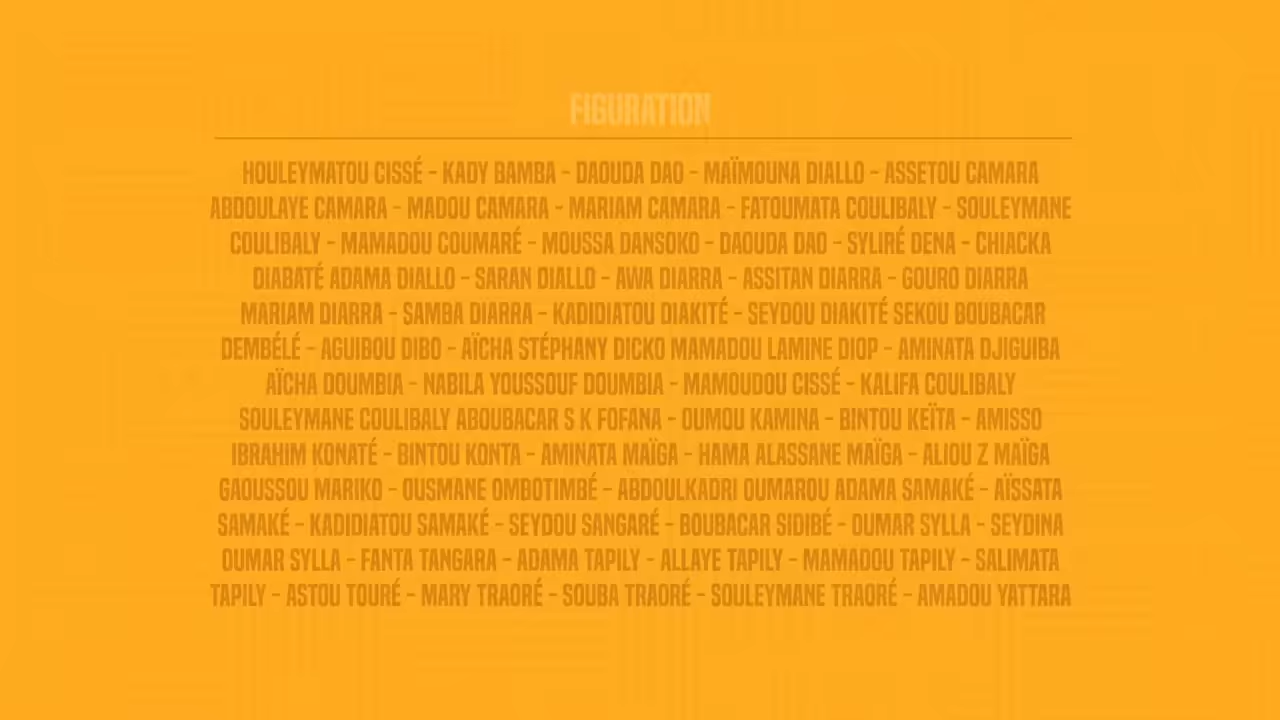 FIGURATION
HOULEYMATOU CISSÉ - KADY BAMBA - DAOUDA DAO - MAÏMOUNA DIALLO - ASSETOU CAMARA
ABDOULAYE CAMARA - MADOU CAMARA - MARIAM CAMARA - FATOUMATA COULIBALY - SOULEYMANE
COULIBALY - MAMADOU COUMARÉ - MOUSSA DANSOKO - DAOUDA DAO - SYLIRÉ DENA - CHIACKA
DIABATÉ ADAMA DIALLO - SARAN DIALLO - AWA DIARRA - ASSITAN DIARRA - GOURO DIARRA
MARIAM DIARRA - SAMBA DIARRA - KADIDIATOU DIAKITÉ - SEYDOU DIAKITÉ SEKOU BOUBACAR
DEMBÉLÉ - AGUIBOU DIBO - AÏCHA STÉPHANY DICKO MAMADOU LAMINE DIOP - AMINATA DJIGUIBA
AÏCHA DOUMBIA - NABILA YOUSSOUF DOUMBIA - MAMOUDOU CISSÉ - KALIFA COULIBALY
SOULEYMANE COULIBALY ABOUBACAR S K FOFANA - OUMOU KAMINA - BINTOU KEÏTA - AMISSO
IBRAHIM KONATÉ - BINTOU KONTA - AMINATA MAÏGA - HAMA ALASSANE MAÏGA - ALIOU Z MAÏGA
GAOUSSOU MARIKO - OUSMANE OMBOTIMBÉ - ABDOULKADRI OUMAROU ADAMA SAMAKÉ - AÏSSATA
SAMAKÉ - KADIDIATOU SAMAKÉ - SEYDOU SANGARÉ - BOUBACAR SIDIBÉ - OUMAR SYLLA - SEYDINA
OUMAR SYLLA - FANTA TANGARA - ADAMA TAPILY - ALLAYE TAPILY - MAMADOU TAPILY - SALIMATA
TAPILY - ASTOU TOURÉ - MARY TRAORÉ - SOUBA TRAORÉ - SOULEYMANE TRAORÉ - AMADOU YATTARA